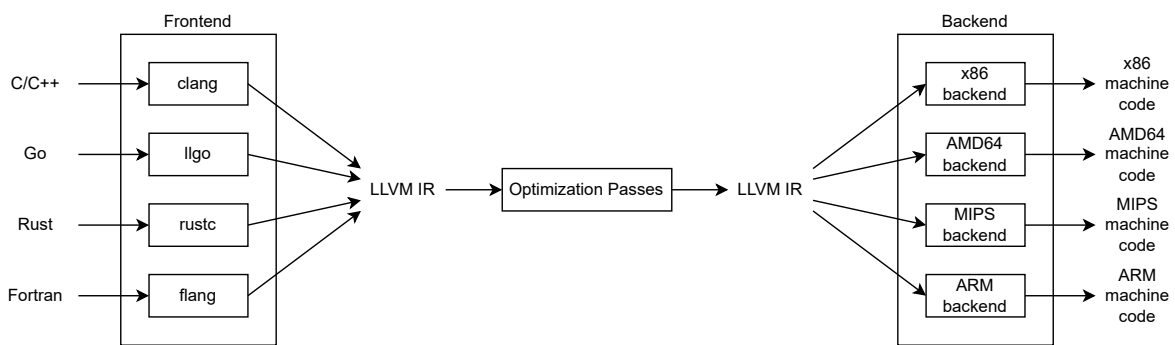 Frontend
Backend
C/C++
clang
x86
backend
x86
machine
code
Go
llgo
AMD64
backend
AMD64
machine
code
LLVM IR
Optimization Passes
LLVM IR
Rust
rustc
MIPS
backend
MIPS
machine
code
Fortran
flang
ARM
backend
ARM
machine
code